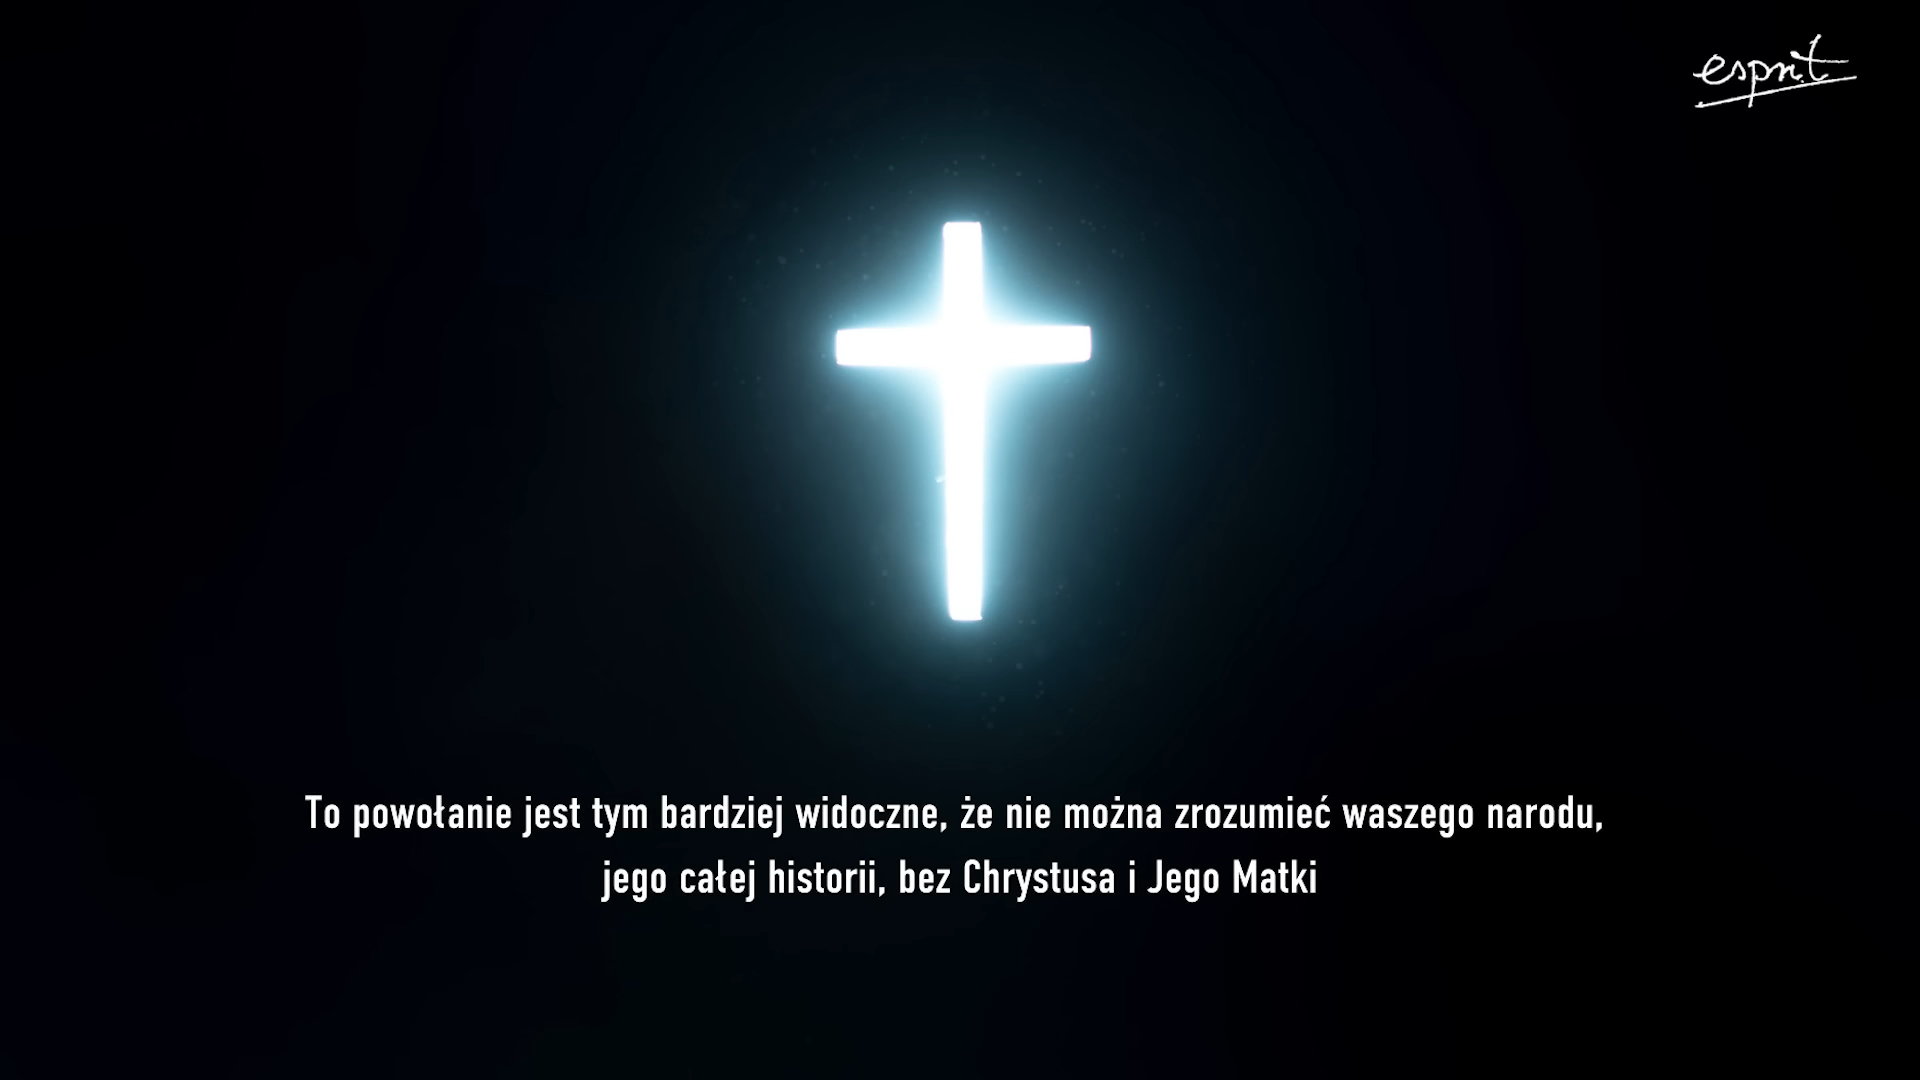 esprit
To powołanie jest tym bardziej widoczne, że nie można zrozumieć waszego narodu,
jego całej historii, bez Chrystusa i Jego Matki